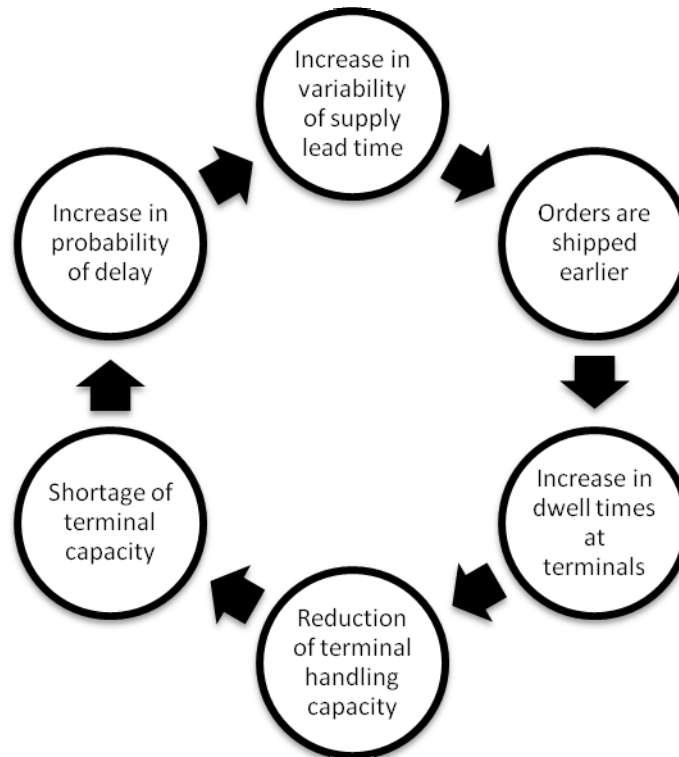 Increase in
variability
of supply
lead time
Orders are
shipped
earlier
Increase in
dwell times
at
terminals
Reduction
of terminal
handling
capacity
Shortage of
terminal
capacity
Increase in
probability
of delay